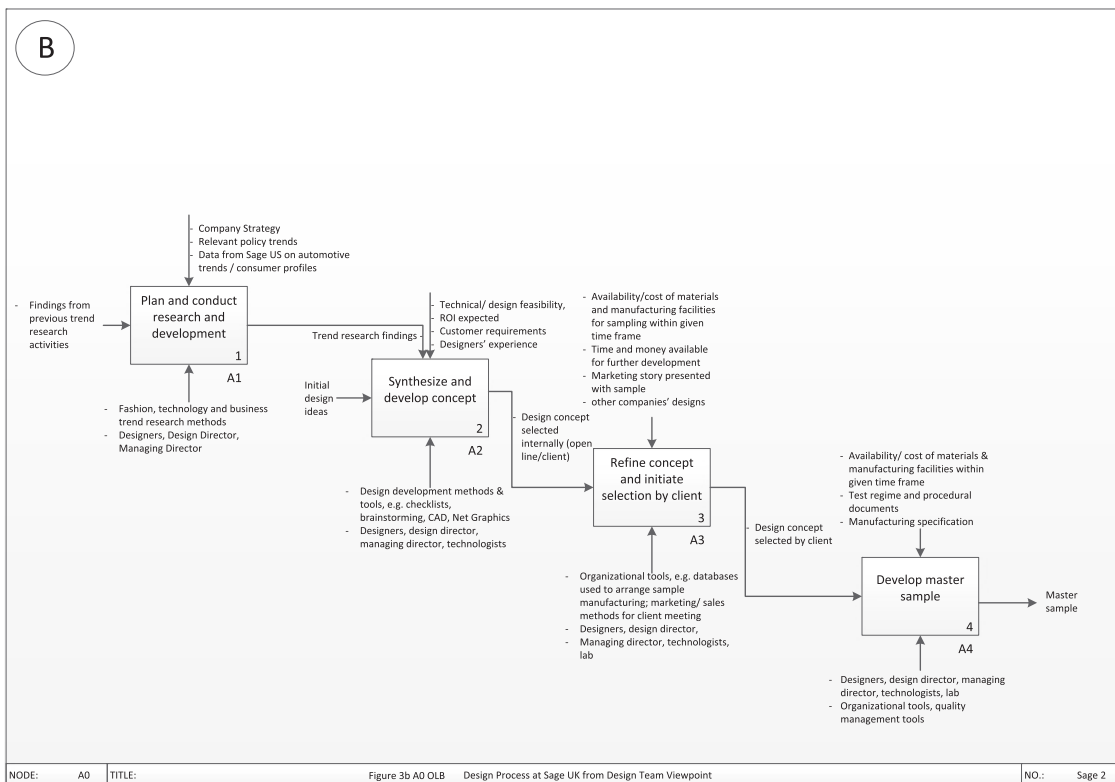 B
- Company Strategy
- Relevant policy trends
- Data from Sage US on automotive
trends / consumer profiles
- Findings from
previous trend
research
activities
Plan and conduct
research and
development
1
A1
- Fashion, technology and business
trend research methods
- Designers, Design Director,
Managing Director
Trend research findings -
- Technical/ design feasibility,
- ROI expected
- Customer requirements
- Designers’ experience
Initial
design
ideas
Synthesize and
develop concept
2
A2
- Design development methods &
tools, e.g. checklists,
brainstorming, CAD, Net Graphics
- Designers, design director,
managing director, technologists
- Design concept
selected
internally (open
line/client)
- Availability/cost of materials
and manufacturing facilities
for sampling within given
time frame
- Time and money available
for further development
- Marketing story presented
with sample
- other companies’ designs
Refine concept
and initiate
selection by client
3
A3
- Organizational tools, e.g. databases
used to arrange sample
manufacturing; marketing/ sales
methods for client meeting
- Designers, design director,
- Managing director, technologists,
lab
- Design concept
selected by client
- Availability/ cost of materials &
manufacturing facilities within
given time frame
- Test regime and procedural
documents
- Manufacturing specification
Develop master
sample
4
A4
- Designers, design director, managing
director, technologists, lab
- Organizational tools, quality
management tools
Master
sample
NODE: A0 TITLE: Figure 3b A0 OLB Design Process at Sage UK from Design Team Viewpoint NO.: Sage 2